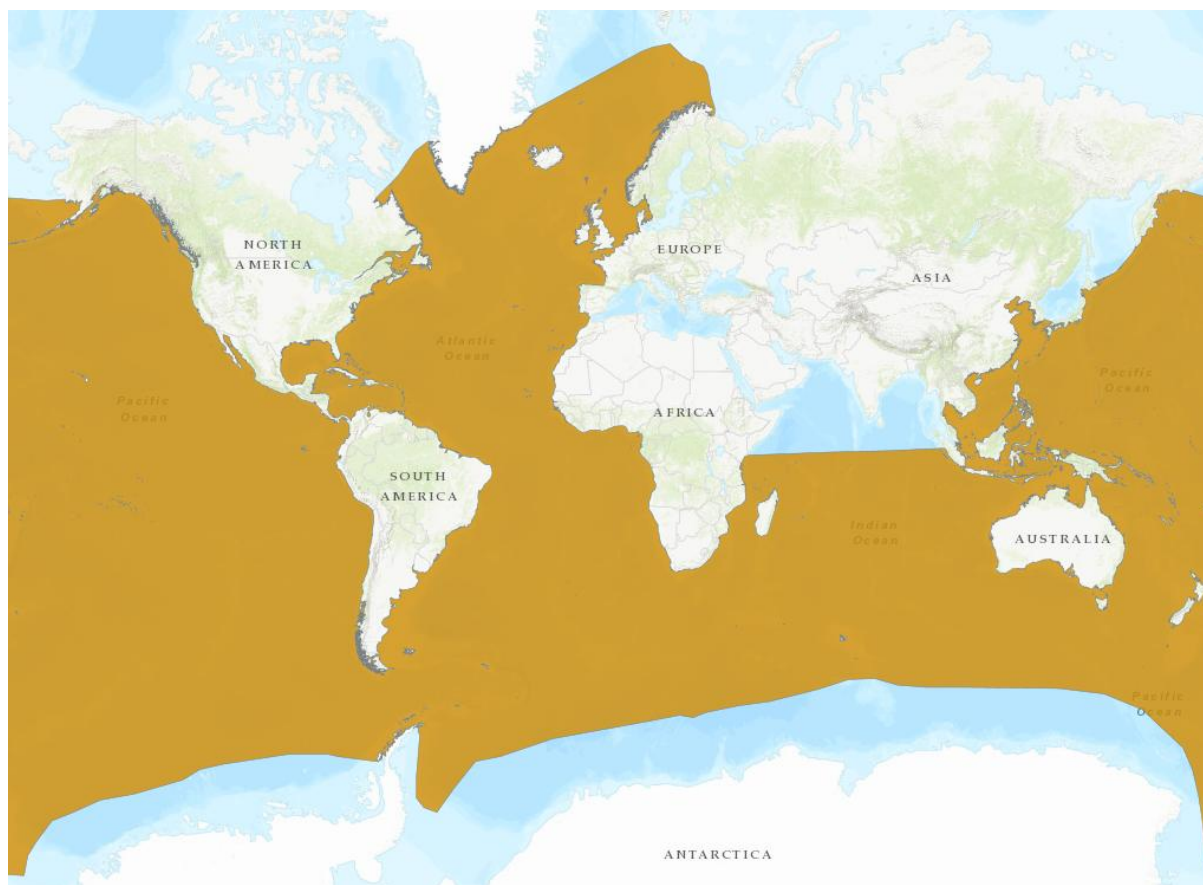 NORTH
AMERICA
EUROPE
ASIA
Atlantic
Ocean
Pacific
Ocean
Pacific
Ocean
AFRICA
SOUTH
AMERICA
Indian
Ocean
AUSTRALIA
Pacific
Ocean
ANTARCTICA